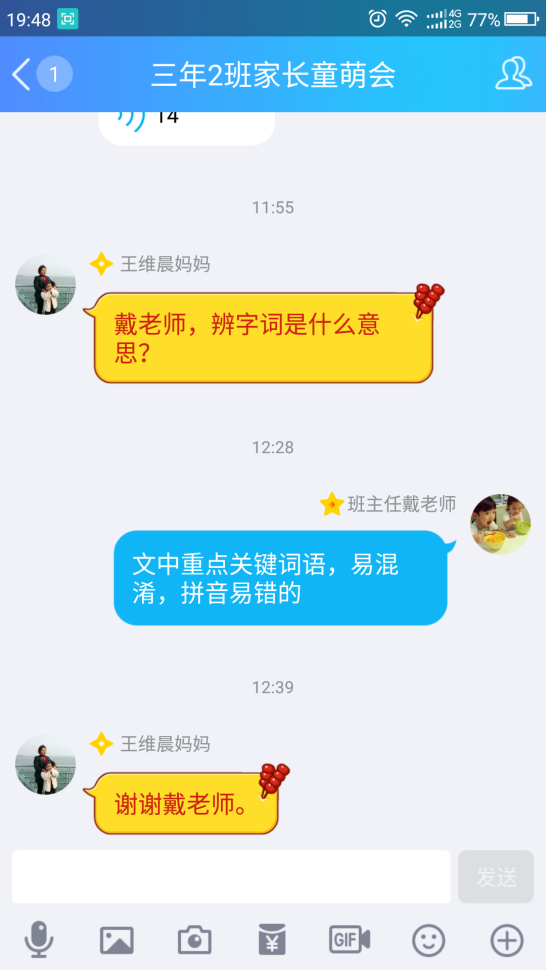 19:48
4G
2G
77%
1
三年2班家长童萌会
14
11:55
王维晨妈妈
戴老师，辨字词是什么意
思？
12:28
班主任戴老师
文中重点关键词语，易混
淆，拼音易错的
12:39
王维晨妈妈
谢谢戴老师。
发送
¥
GIF